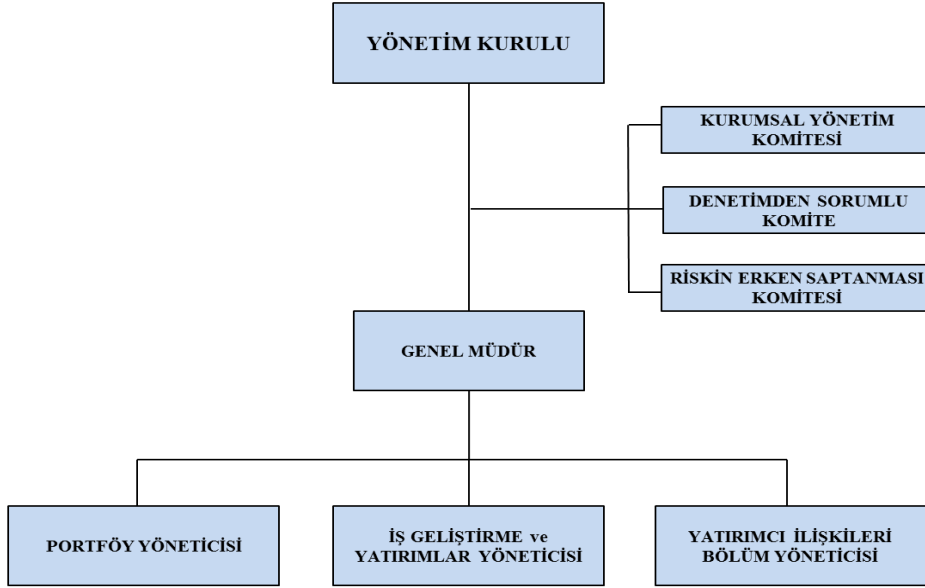 YÖNETİM KURULU
KURUMSAL YÖNETİM
KOMİTESİ
DENETİMDEN SORUMLU
KOMİTE
RİSKİN ERKEN SAPTANMASI
KOMİTESİ
GENEL MÜDÜR
PORTFÖY YÖNETİCİSİ
İŞ GELİŞTİRME ve
YATIRIMLAR YÖNETİCİSİ
YATIRIMCI İLİŞKİLERİ
BÖLÜM YÖNETİCİSİ